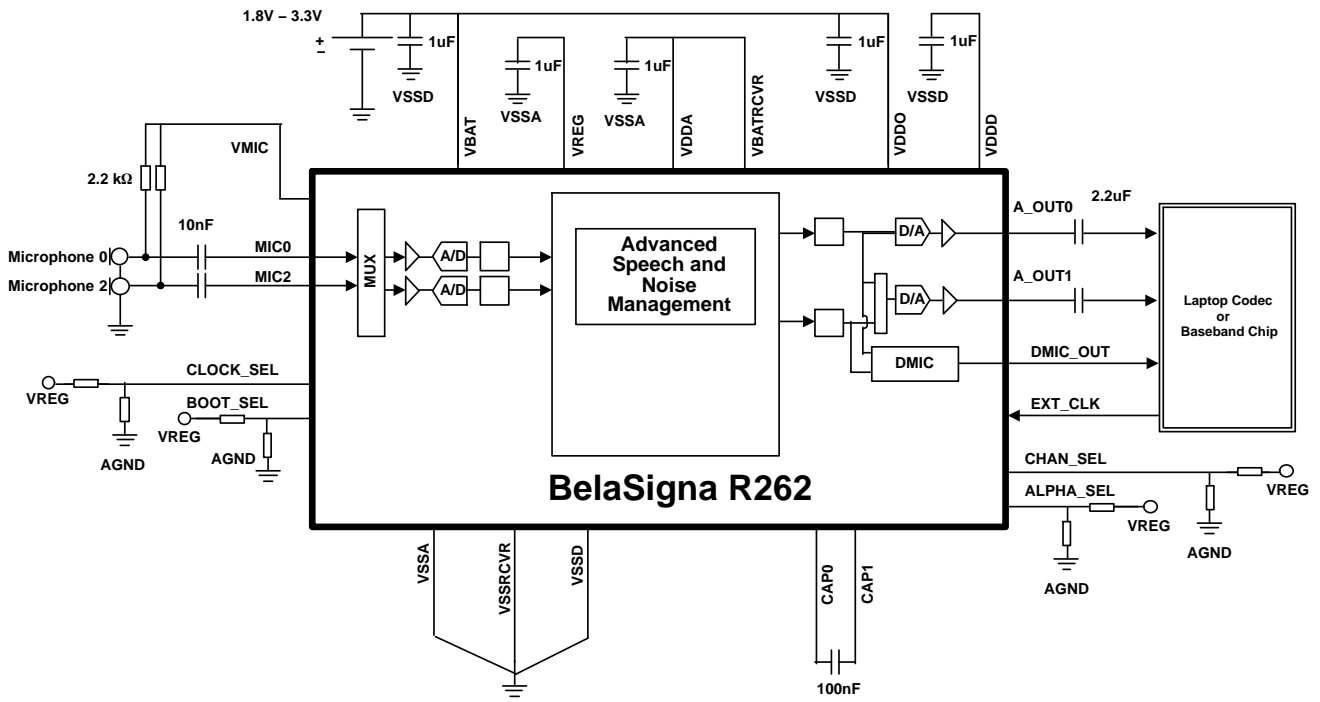 1.8V – 3.3V
+
–
1uF
VSSD
1uF
VSSA
1uF
VSSA
1uF
VSSD
1uF
VSSD
VBAT
VREG
VDDA
VBATRCVR
VDDO
VDDD
VMIC
2.2 kΩ
10nF
Microphone 0
MIC0
Microphone 2
MIC2
MUX
A/D
A/D
Advanced
Speech and
Noise
Management
D/A
D/A
DMIC
A_OUT0
2.2uF
A_OUT1
DMIC_OUT
EXT_CLK
Laptop Codec
or
Baseband Chip
CLOCK_SEL
VREG
AGND
BOOT_SEL
VREG
AGND
BelaSigna R262
CHAN_SEL
VREG
AGND
ALPHA_SEL
VREG
AGND
VSSA
VSSRCVR
VSSD
CAP0
CAP1
100nF